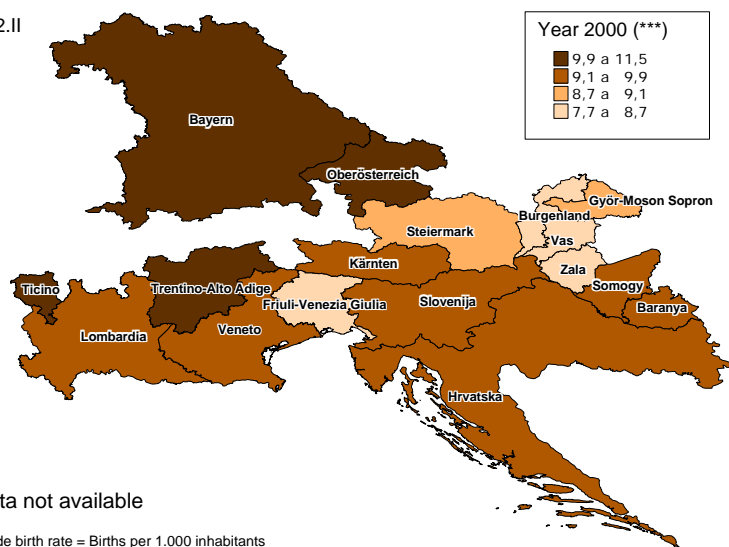 2.II
Year 2000 (***)
9,9 a 11,5
9,1 a 9,9
8,7 a 9,1
7,7 a 8,7
Bayern
Oberösterreich
Györ-Moson Sopron
Burgenland
Steiermark
Vas
Kärnten
Zala
Ticino
Trentino-Alto Adige
Somogy
Friuli-Venezia Giulia
Slovenija
Baranya
Lombardia
Veneto
Hrvatska
ta not available
de birth rate = Births per 1.000 inhabitants